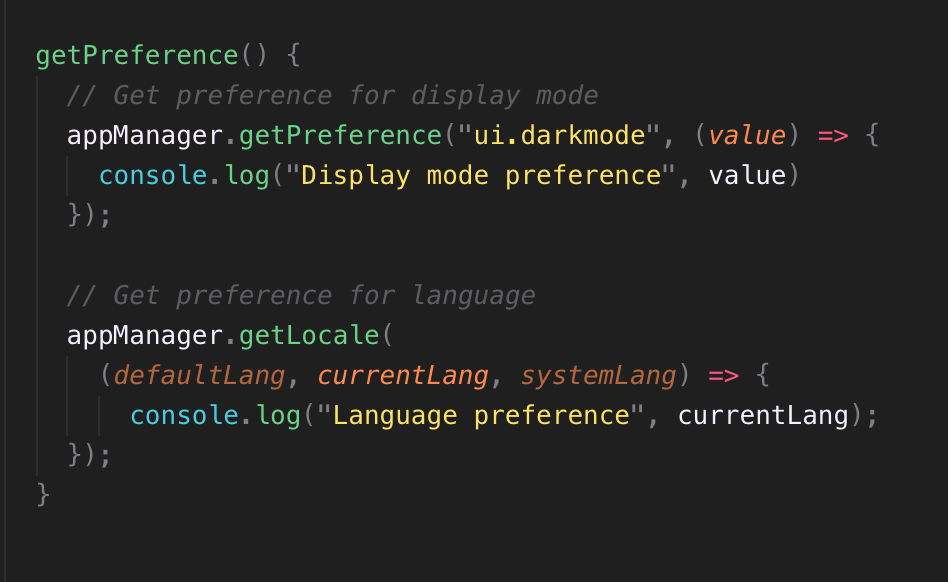 getPreference() {
// Get preference for display mode
appManager.getPreference("ui.darkmode", (value) => {
console.log("Display mode preference", value)
});
// Get preference for language
appManager.getLocale(
(defaultLang, currentLang, systemLang) => {
console.log("Language preference", currentLang);
});
}